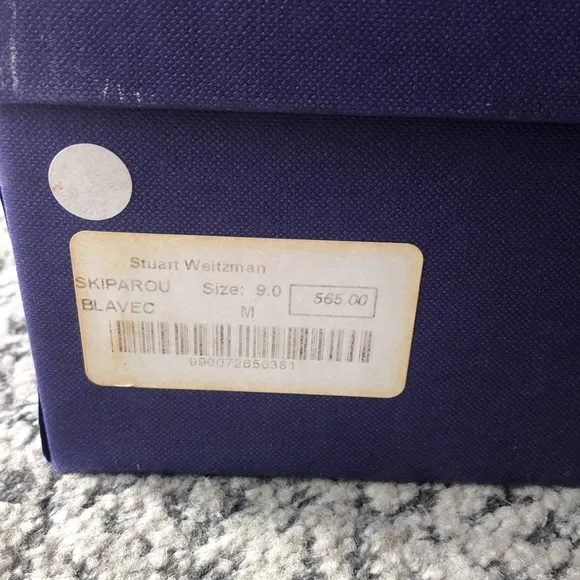 Stuart Weitzman
SKIPAROU Size: 9.0 565.00
BLAVEC M
990072650381